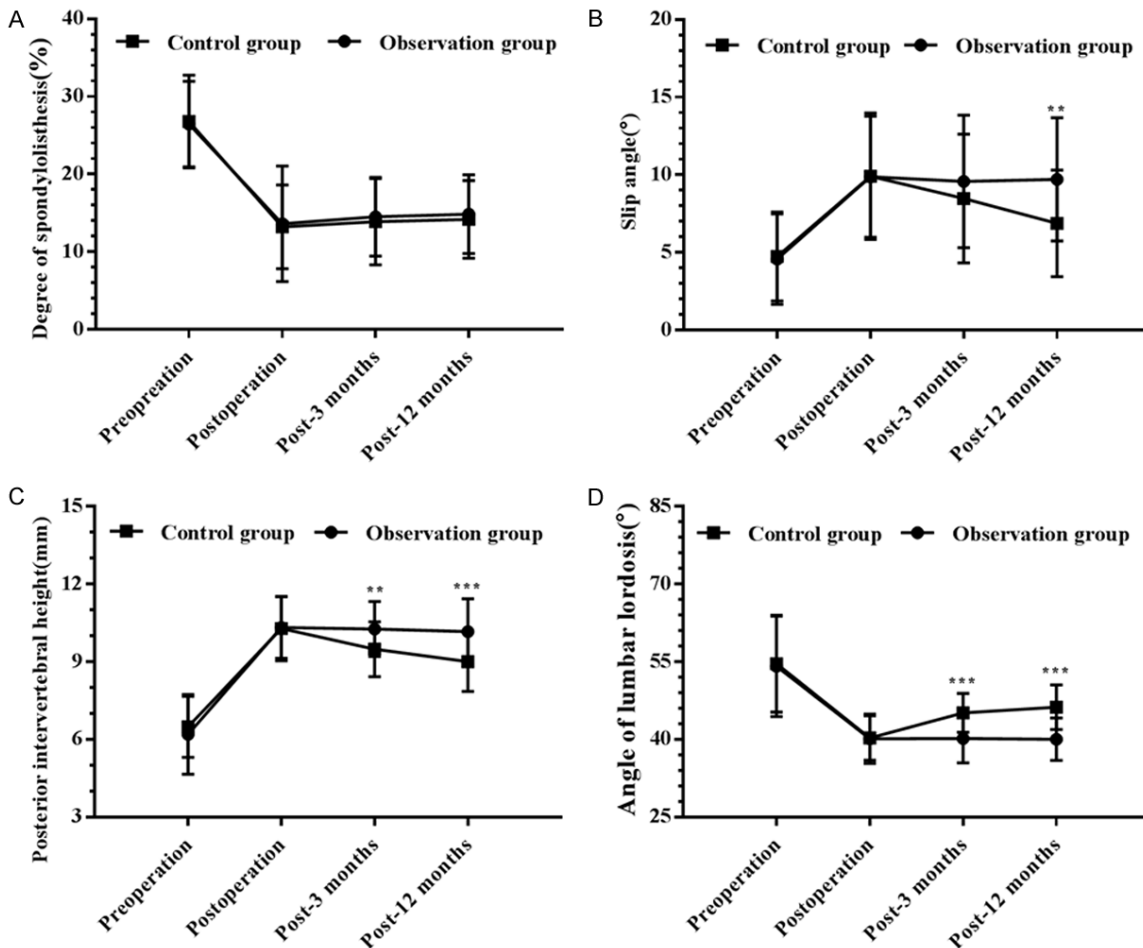 A
Control group
Observation group
Degree of spondylolisthesis(%)
40
30
20
10
0
Prepreation
Postoperation
Post-3 months
Post-12 months
B
Control group
Observation group
Slip angle(°)
20
15
10
5
0
**
Preoperation
Postoperation
Post-3 months
Post-12 months
C
Control group
Observation group
Posterior intervertebral height(mm)
15
12
9
6
3
**
***
Preoperation
Postoperation
Post-3 months
Post-12 months
D
Control group
Observation group
Angle of lumbar lordosis(°)
85
70
55
40
25
***
***
Preoperation
Postoperation
Post-3 months
Post-12 months